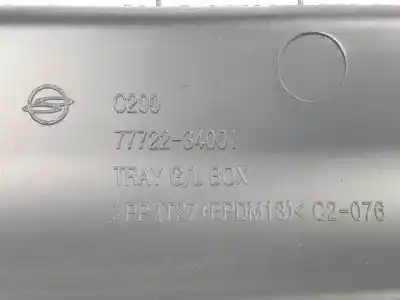 C200
77722-34001
TRAY G/L BOX
>PP (T27+EPDM13)< C2-076